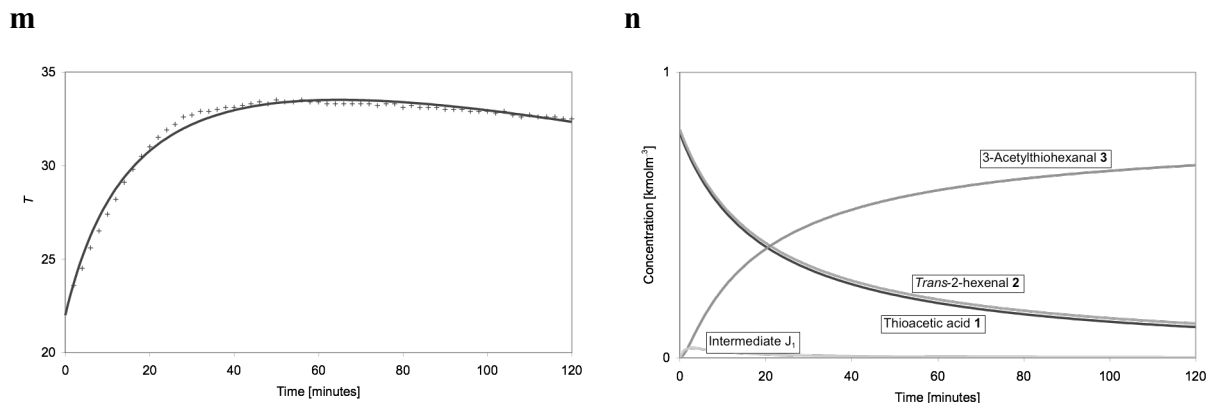 m
35
30
25
20
T
0
20
40
60
80
100
120
Time [minutes]
n
1
0
Concentration [kmolm⁻³]
3-Acetylthiohexanal 3
Trans-2-hexenal 2
Thioacetic acid 1
Intermediate J₁
0
20
40
60
80
100
120
Time [minutes]